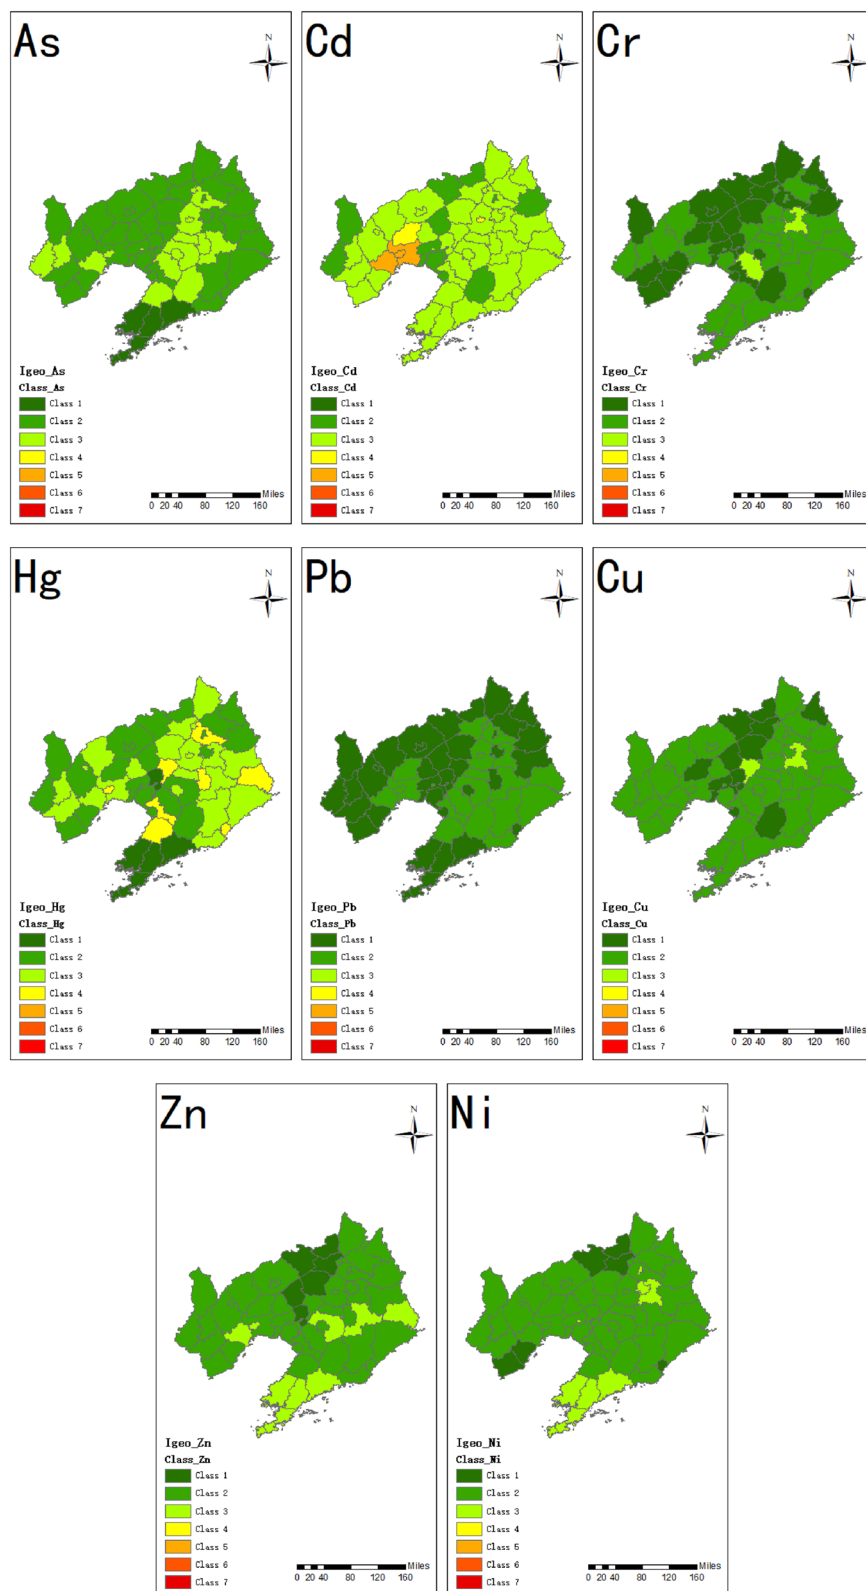 As
N
Igeo_As
Class_As
Class 1
Class 2
Class 3
Class 4
Class 5
Class 6
Class 7
Miles
0 20 40 80 120 160
Cd
N
Igeo_Cd
Class_Cd
Class 1
Class 2
Class 3
Class 4
Class 5
Class 6
Class 7
Miles
0 20 40 80 120 160
Cr
N
Igeo_Cr
Class_Cr
Class 1
Class 2
Class 3
Class 4
Class 5
Class 6
Class 7
Miles
0 20 40 80 120 160
Hg
N
Igeo_Hg
Class_Hg
Class 1
Class 2
Class 3
Class 4
Class 5
Class 6
Class 7
Miles
0 20 40 80 120 160
Pb
N
Igeo_Pb
Class_Pb
Class 1
Class 2
Class 3
Class 4
Class 5
Class 6
Class 7
Miles
0 20 40 80 120 160
Cu
N
Igeo_Cu
Class_Cu
Class 1
Class 2
Class 3
Class 4
Class 5
Class 6
Class 7
Miles
0 20 40 80 120 160
Zn
N
Igeo_Zn
Class_Zn
Class 1
Class 2
Class 3
Class 4
Class 5
Class 6
Class 7
Miles
0 20 40 80 120 160
Ni
N
Igeo_Ni
Class_Ni
Class 1
Class 2
Class 3
Class 4
Class 5
Class 6
Class 7
Miles
0 20 40 80 120 160